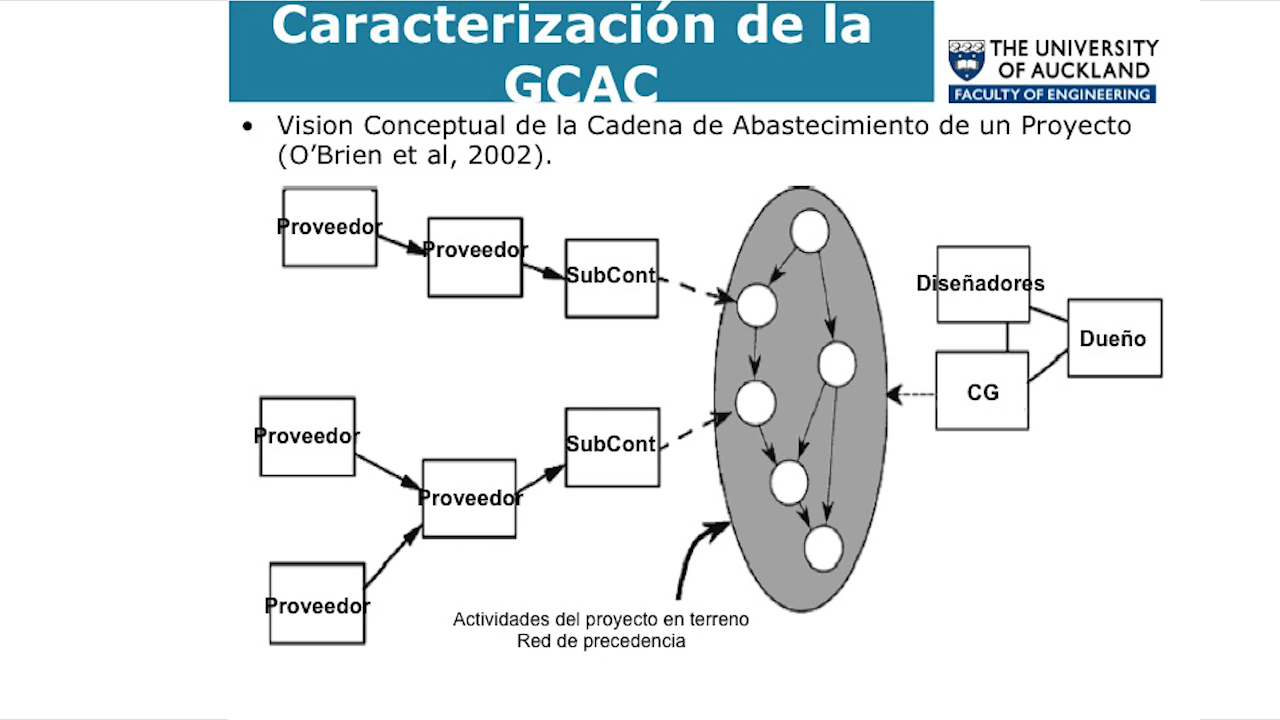 Caracterización de la
GCAC
THE UNIVERSITY
OF AUCKLAND
FACULTY OF ENGINEERING
• Vision Conceptual de la Cadena de Abastecimiento de un Proyecto
(O’Brien et al, 2002).
Proveedor
Proveedor
SubCont
Diseñadores
Dueño
CG
Proveedor
SubCont
Proveedor
Proveedor
Actividades del proyecto en terreno
Red de precedencia